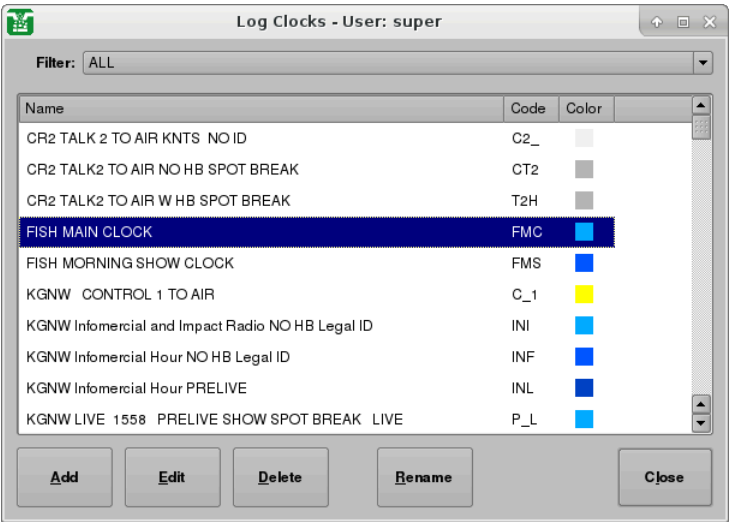 Log Clocks - User: super
Filter: ALL
Name Code Color
CR2 TALK 2 TO AIR KNTS  NO ID C2_
CR2 TALK2 TO AIR NO HB SPOT BREAK CT2
CR2 TALK2 TO AIR W HB SPOT BREAK T2H
FISH MAIN CLOCK FMC
FISH MORNING SHOW CLOCK FMS
KGNW   CONTROL 1 TO AIR C_1
KGNW Infomercial and Impact Radio NO HB Legal ID INI
KGNW Infomercial Hour NO HB Legal ID INF
KGNW Infomercial Hour PRELIVE INL
KGNW LIVE  1558   PRELIVE SHOW SPOT BREAK   LIVE P_L
Add Edit Delete Rename Close